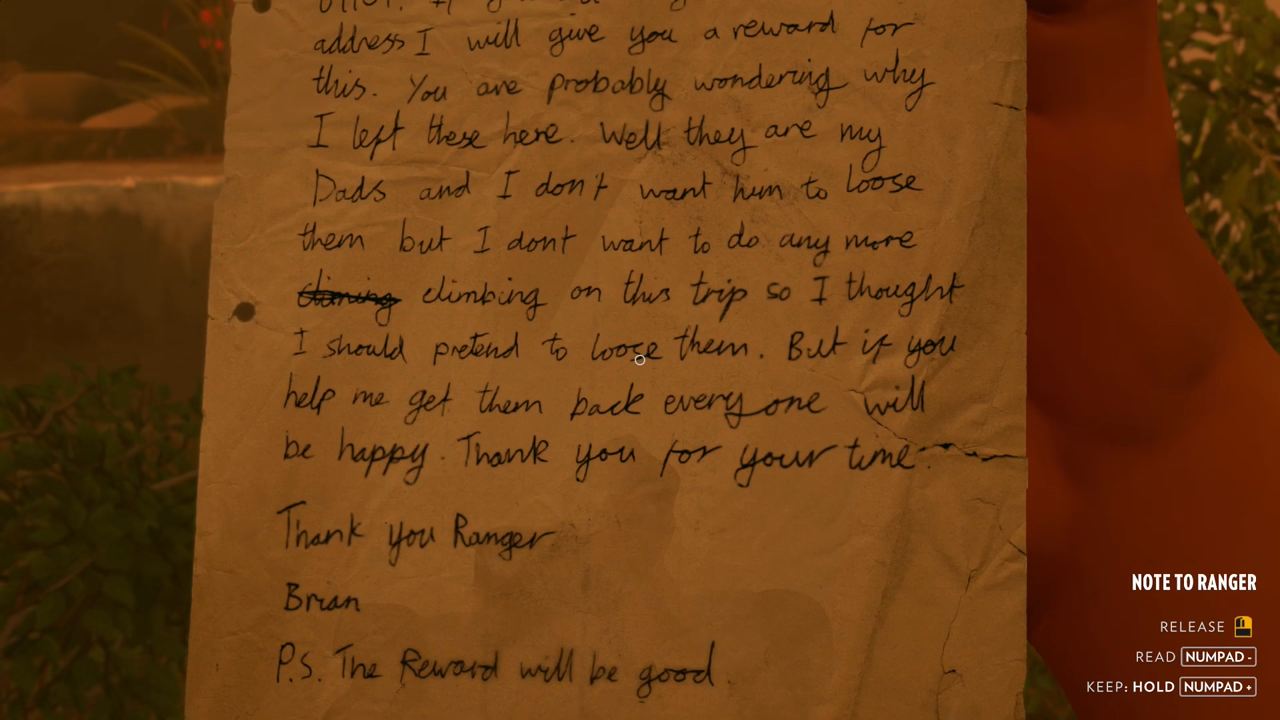 address I will give you a reward for
this. You are probably wondering why
I left these here. Well they are my
Dads and I don't want him to loose
them but I dont want to do any more
climing climbing on this trip so I thought
I should pretend to loose them. But if you
help me get them back everyone will
be happy. Thank you for your time.
Thank you Ranger
Brian
P.S. The Reward will be good.
NOTE TO RANGER
RELEASE
READ NUMPAD -
KEEP: HOLD NUMPAD +